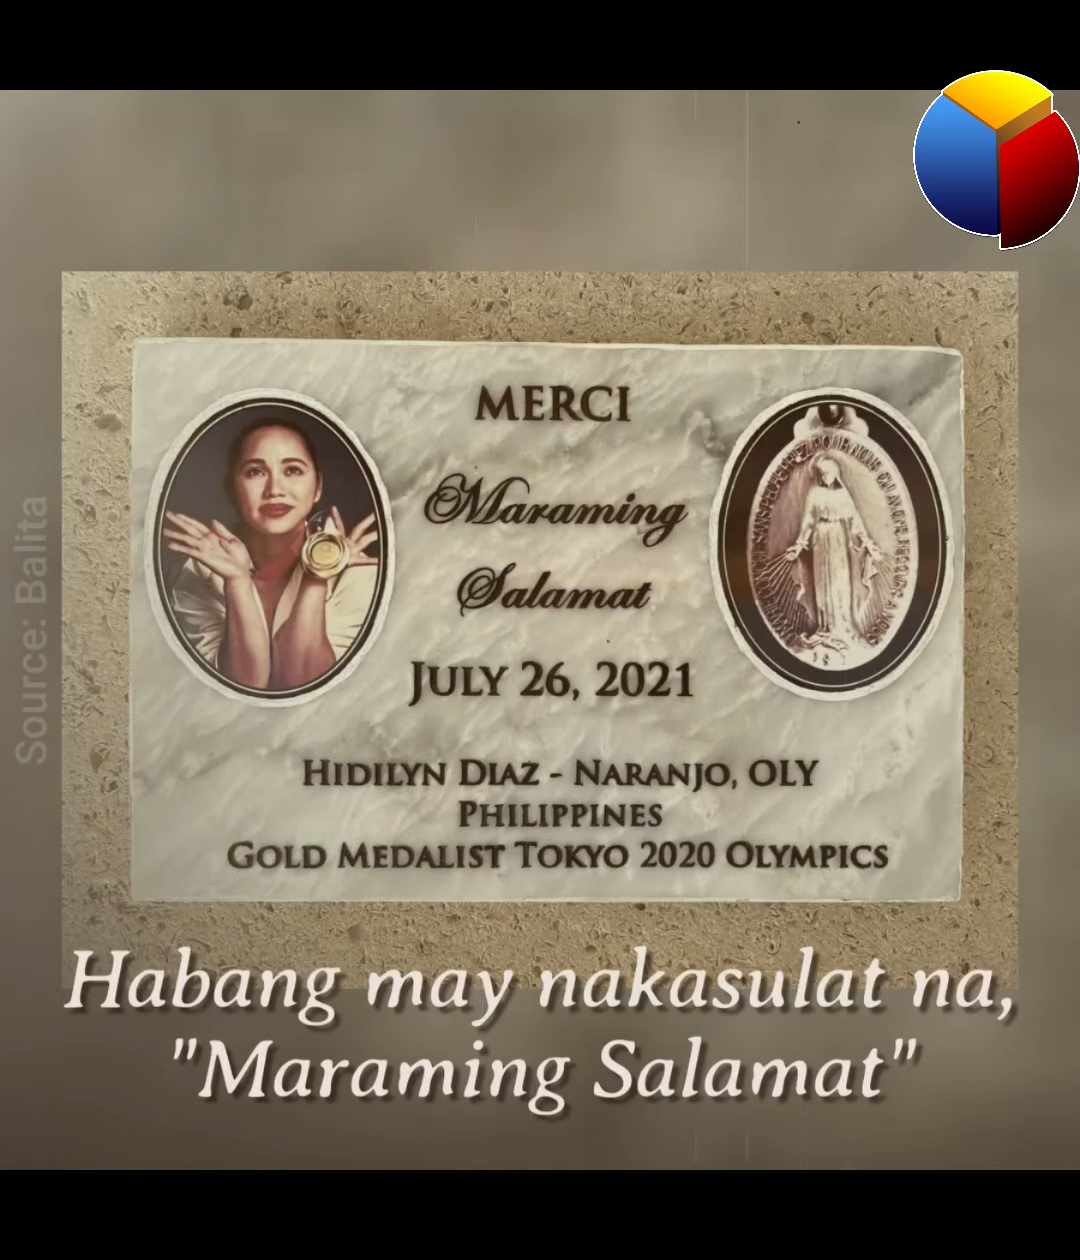 Source: Balita
MERCI
Maraming
Salamat
JULY 26, 2021
HIDILYN DIAZ - NARANJO, OLY
PHILIPPINES
GOLD MEDALIST TOKYO 2020 OLYMPICS
Habang may nakasulat na,
"Maraming Salamat"